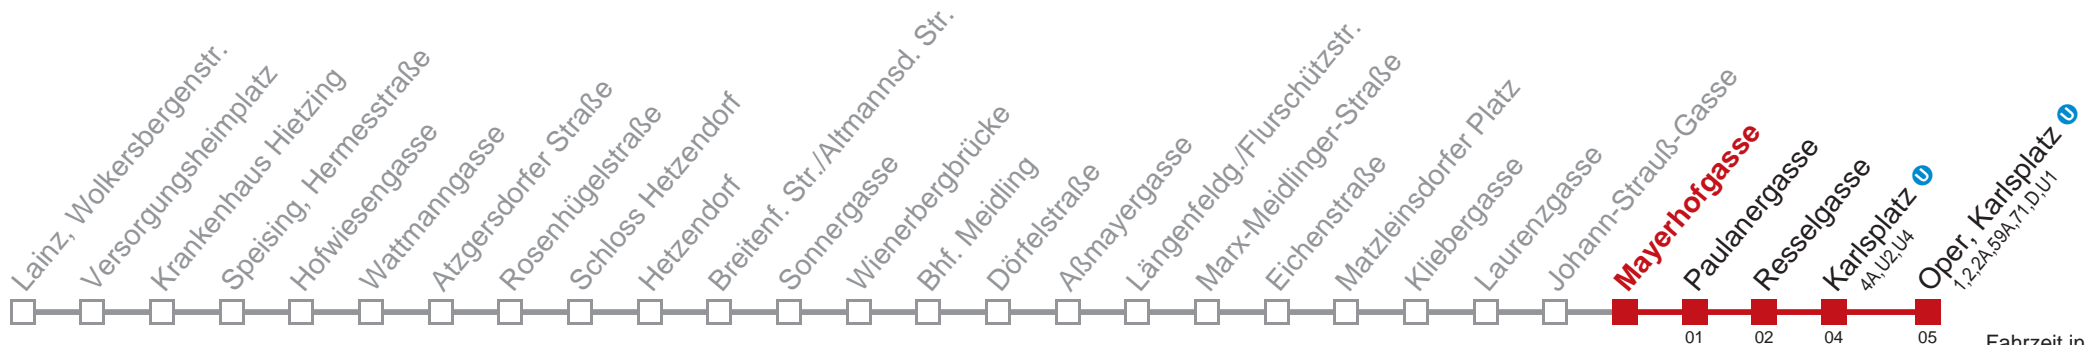 Lainz, Wolkersbergenstr.
Versorgungsheimplatz
Krankenhaus Hietzing
Speising, Hermesstraße
Hofwiesengasse
Wattmanngasse
Atzgersdorfer Straße
Rosenhügelstraße
Schloss Hetzendorf
Hetzendorf
Breitenf. Str./Altmannsd. Str.
Sonnergasse
Wienerbergbrücke
Bhf. Meidling
Dörfelstraße
Aßmayergasse
Längenfeldg./Flurschützstr.
Marx-Meidlinger-Straße
Eichenstraße
Matzleinsdorfer Platz
Kliebergasse
Laurenzgasse
Johann-Strauß-Gasse
Mayerhofgasse
Paulanergasse
Resselgasse
Karlsplatz U
4A,U2,U4
Oper, Karlsplatz U
1,2,2A,59A,71,D,U1
01 02 04 05
Fahrzeit in